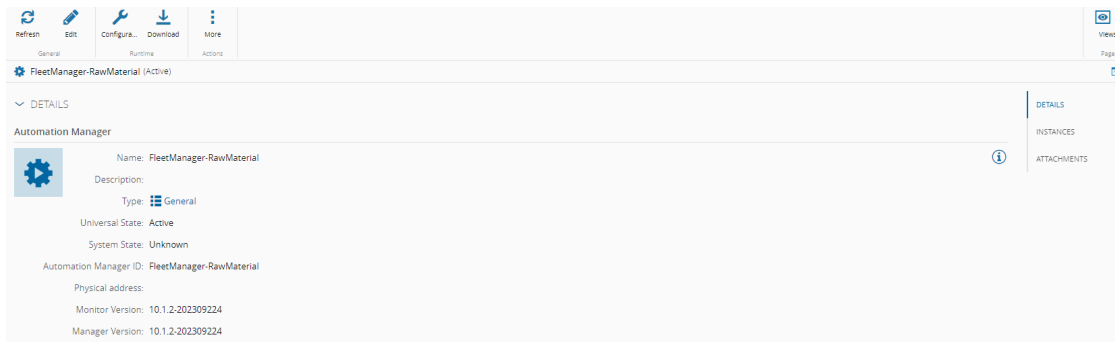 Refresh Edit Configura... Download More Views
General Runtime Actions Page
FleetManager-RawMaterial (Active)
DETAILS
DETAILS
INSTANCES
ATTACHMENTS
Automation Manager
Name: FleetManager-RawMaterial
Description:
Type: General
Universal State: Active
System State: Unknown
Automation Manager ID: FleetManager-RawMaterial
Physical address:
Monitor Version: 10.1.2-202309224
Manager Version: 10.1.2-202309224